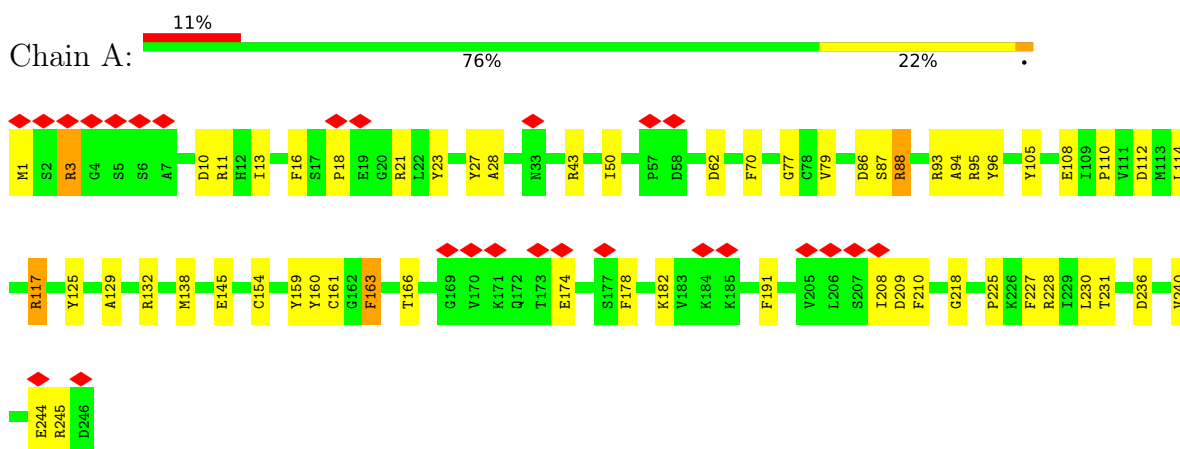 11%
Chain A:
76% 22% •
M1 S2 R3 G4 S5 S6 A7 D10 R11 H12 I13 F16 S17 P18 E19 G20 R21 L22 Y23 Y27 A28 N33 R43 I50 P57 D58 D62 F70 G77 C78 V79 D86 S87 R88 R93 A94 R95 Y96 Y105 E108 I109 P110 V111 D112 M113 L114
R117 Y125 A129 R132 M138 E145 C154 Y159 Y160 C161 G162 F163 T166 G169 V170 K171 Q172 T173 E174 S177 F178 K182 V183 K184 K185 F191 V205 L206 S207 I208 D209 F210 G218 P225 K226 F227 R228 I229 L230 T231 D236 V240
E244 R245 D246